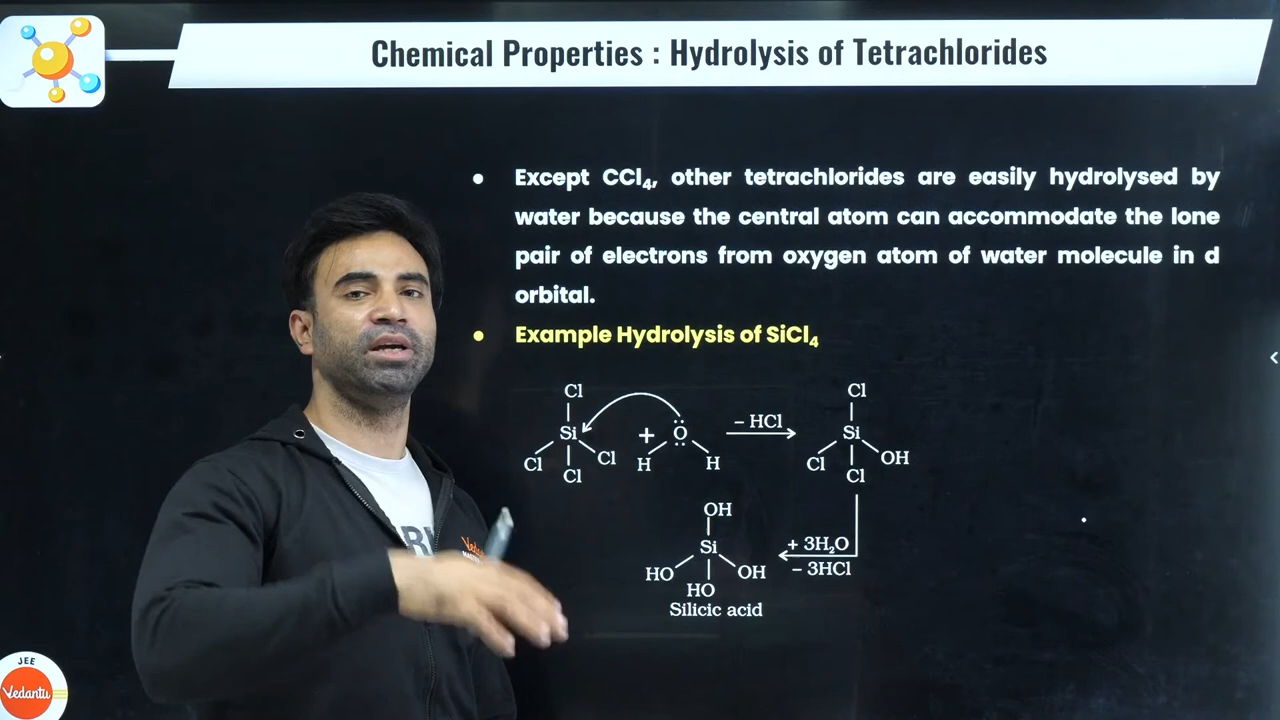 Chemical Properties : Hydrolysis of Tetrachlorides
Except CCl₄, other tetrachlorides are easily hydrolysed by
water because the central atom can accommodate the lone
pair of electrons from oxygen atom of water molecule in d
orbital.
Example Hydrolysis of SiCl₄
Cl
Si
Cl
Cl
Cl
+
O
H
H
– HCl
Cl
Si
Cl
OH
Cl
+ 3H₂O
– 3HCl
OH
Si
HO
OH
HO
Silicic acid
JEE
Vedantu